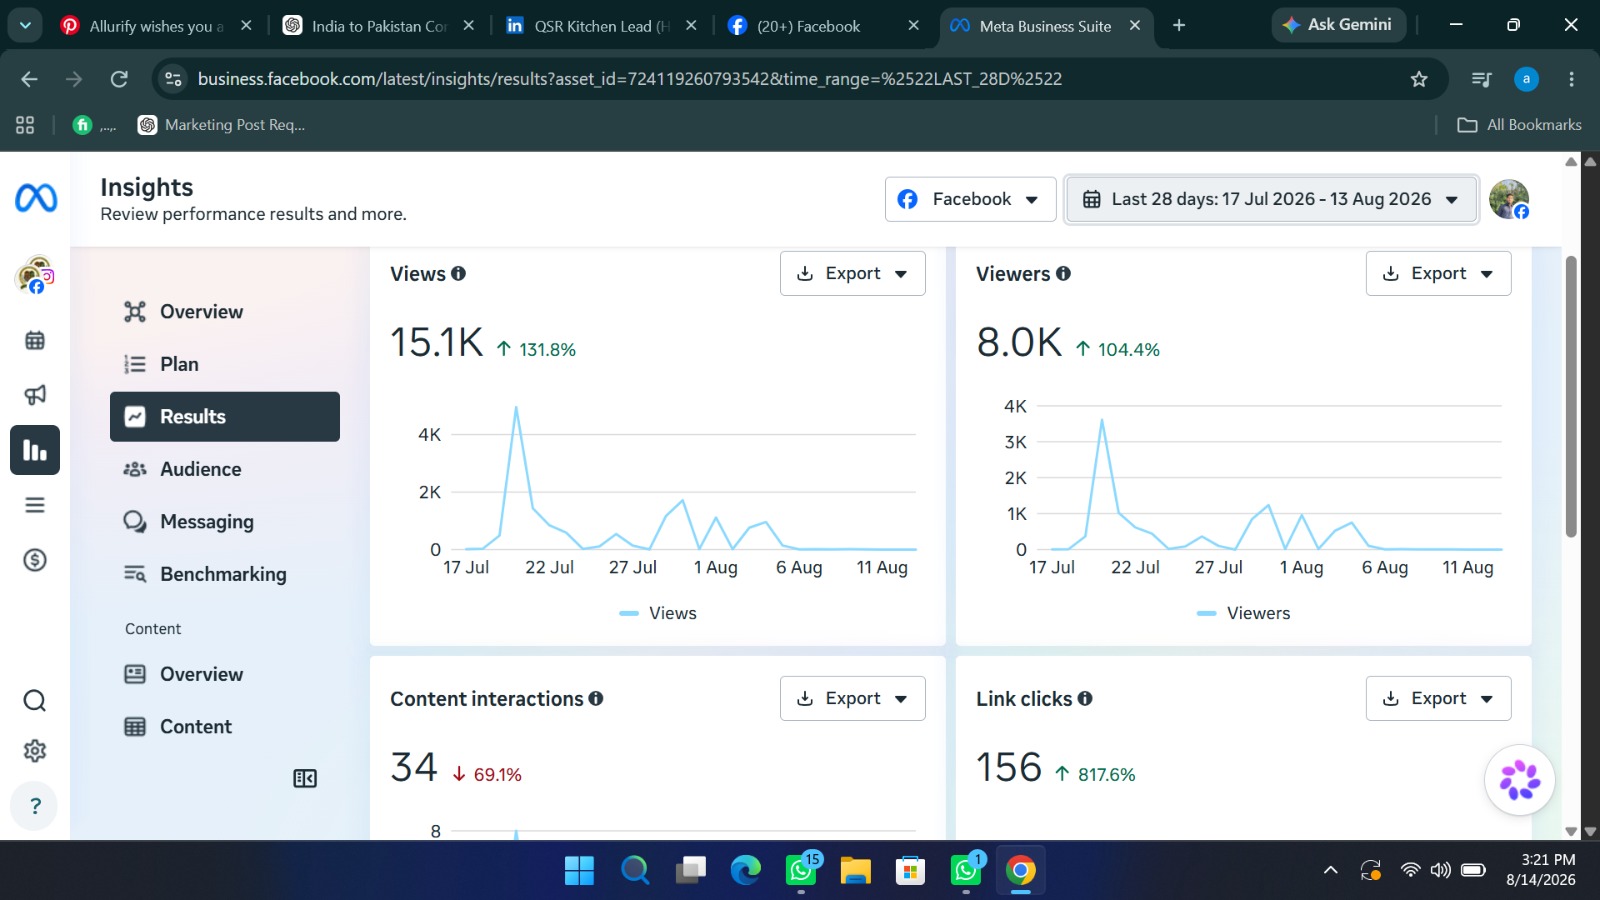 Allurify wishes you a
India to Pakistan Cor
QSR Kitchen Lead (H
(20+) Facebook
Meta Business Suite
Ask Gemini
business.facebook.com/latest/insights/results?asset_id=724119260793542&time_range=%2522LAST_28D%2522
a
,..,.
Marketing Post Req...
All Bookmarks
Insights
Review performance results and more.
Facebook
Last 28 days: 17 Jul 2026 - 13 Aug 2026
Overview
Plan
Results
Audience
Messaging
Benchmarking
Content
Overview
Content
?
Views
Export
15.1K
131.8%
4K
2K
0
17 Jul 22 Jul 27 Jul 1 Aug 6 Aug 11 Aug
Views
Viewers
Export
8.0K
104.4%
4K
3K
2K
1K
0
17 Jul 22 Jul 27 Jul 1 Aug 6 Aug 11 Aug
Viewers
Content interactions
Export
34
69.1%
8
Link clicks
Export
156
817.6%
15
1
3:21 PM
8/14/2026